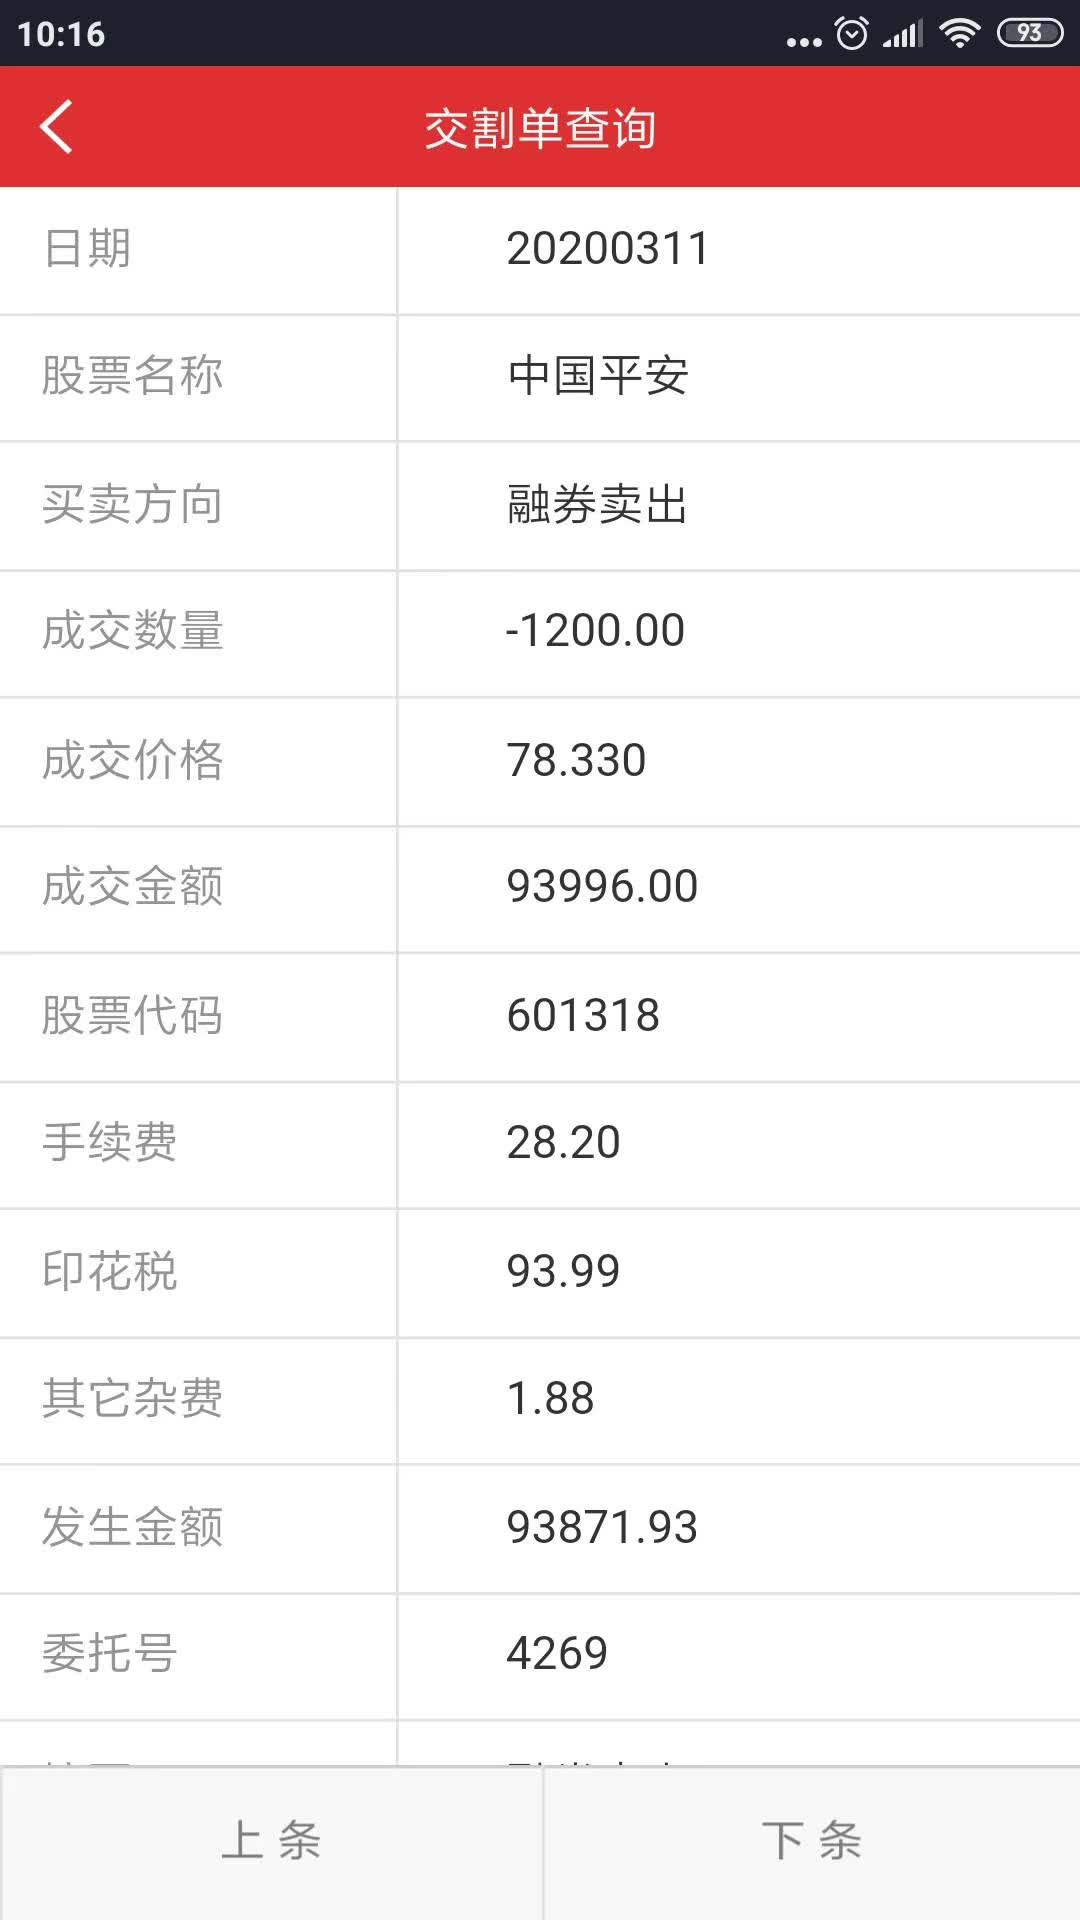 10:16
93
交割单查询
日期 20200311
股票名称 中国平安
买卖方向 融券卖出
成交数量 -1200.00
成交价格 78.330
成交金额 93996.00
股票代码 601318
手续费 28.20
印花税 93.99
其它杂费 1.88
发生金额 93871.93
委托号 4269
上条 下条